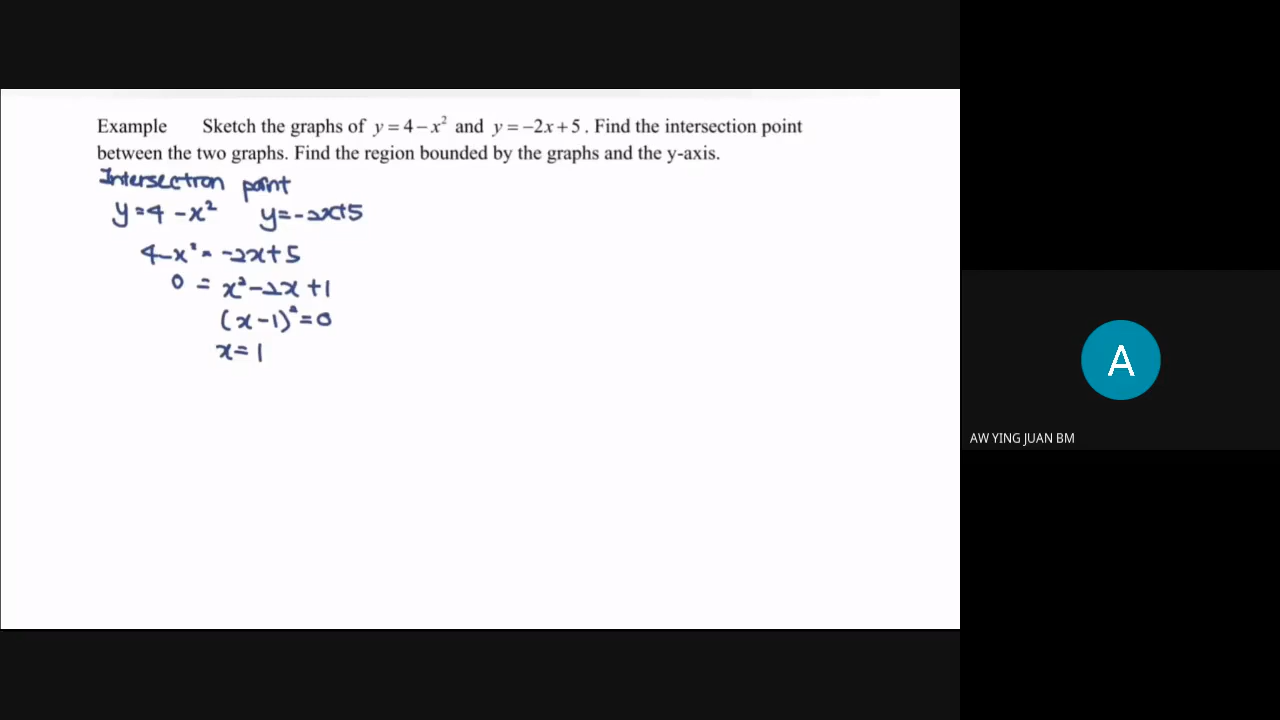 Example Sketch the graphs of y = 4 − x² and y = −2x + 5 . Find the intersection point
between the two graphs. Find the region bounded by the graphs and the y-axis.
Intersection point
y = 4 − x² y = −2x+5
4 − x² = −2x + 5
0 = x² − 2x + 1
(x − 1)² = 0
x = 1
A
AW YING JUAN BM